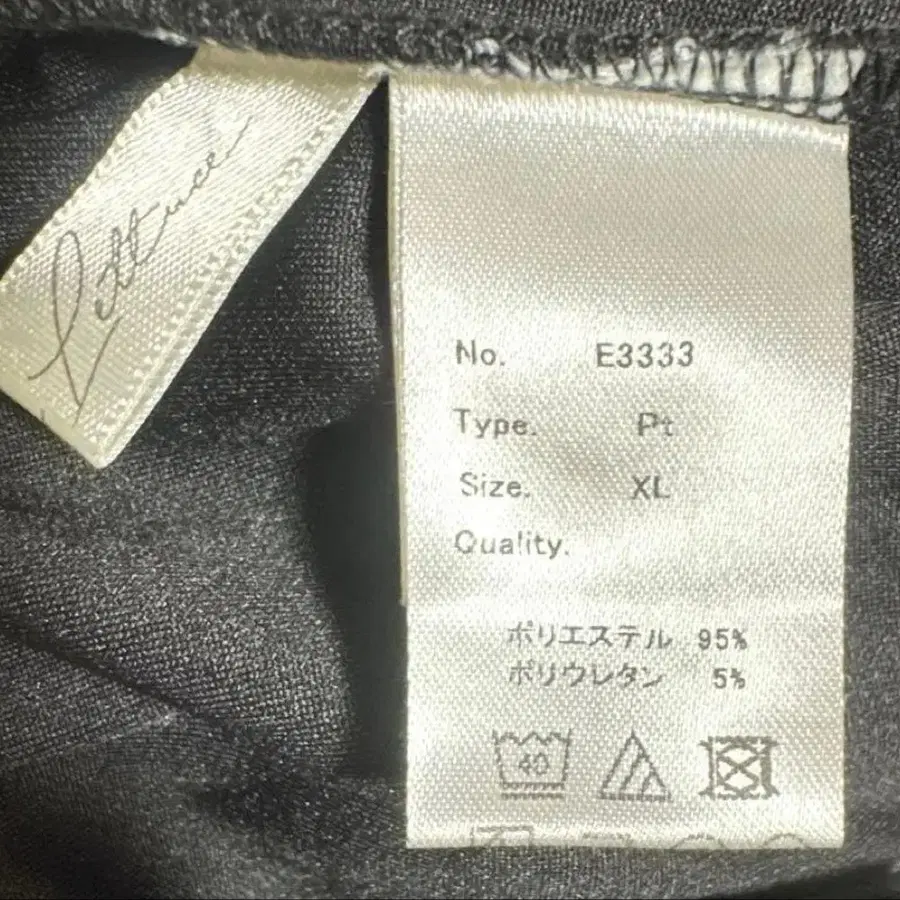 Lettuce
No. E3333
Type. Pt
Size. XL
Quality.
ポリエステル 95%
ポリウレタン 5%
40